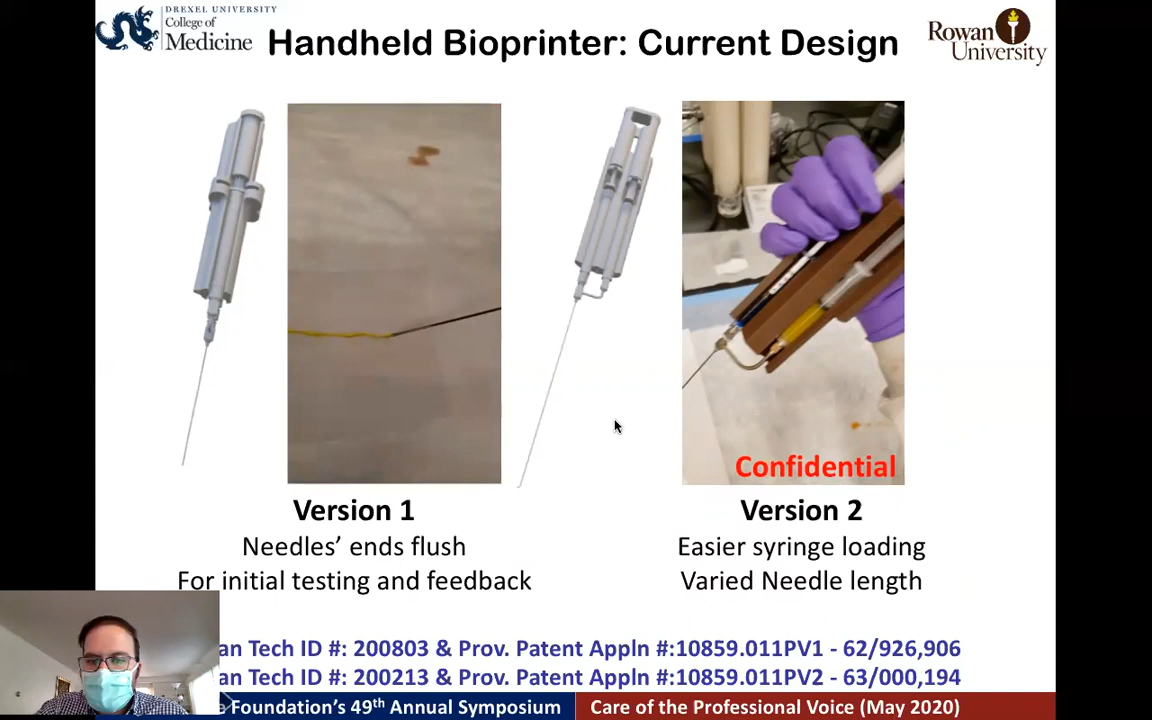 DREXEL UNIVERSITY
College of
Medicine
Handheld Bioprinter: Current Design
Rowan
University
Confidential
Version 1
Needles’ ends flush
For initial testing and feedback
Version 2
Easier syringe loading
Varied Needle length
Tech ID #: 200803 & Prov. Patent Appln #:10859.011PV1 - 62/926,906
Tech ID #: 200213 & Prov. Patent Appln #:10859.011PV2 - 63/000,194
Foundation’s 49th Annual Symposium
Care of the Professional Voice (May 2020)